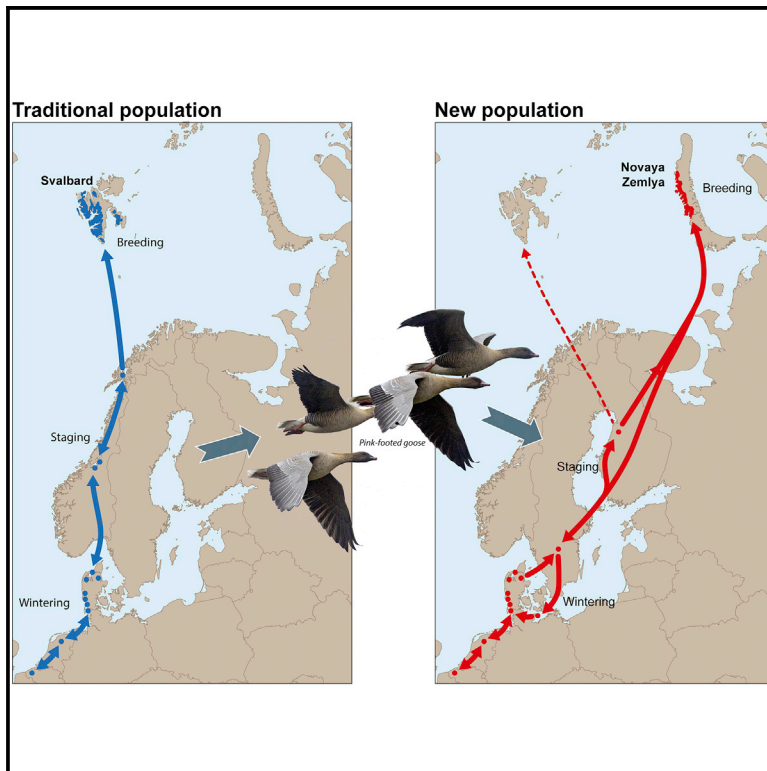 Traditional population
Svalbard
Breeding
Staging
Wintering
Pink-footed goose
New population
Novaya
Zemlya
Breeding
Staging
Wintering